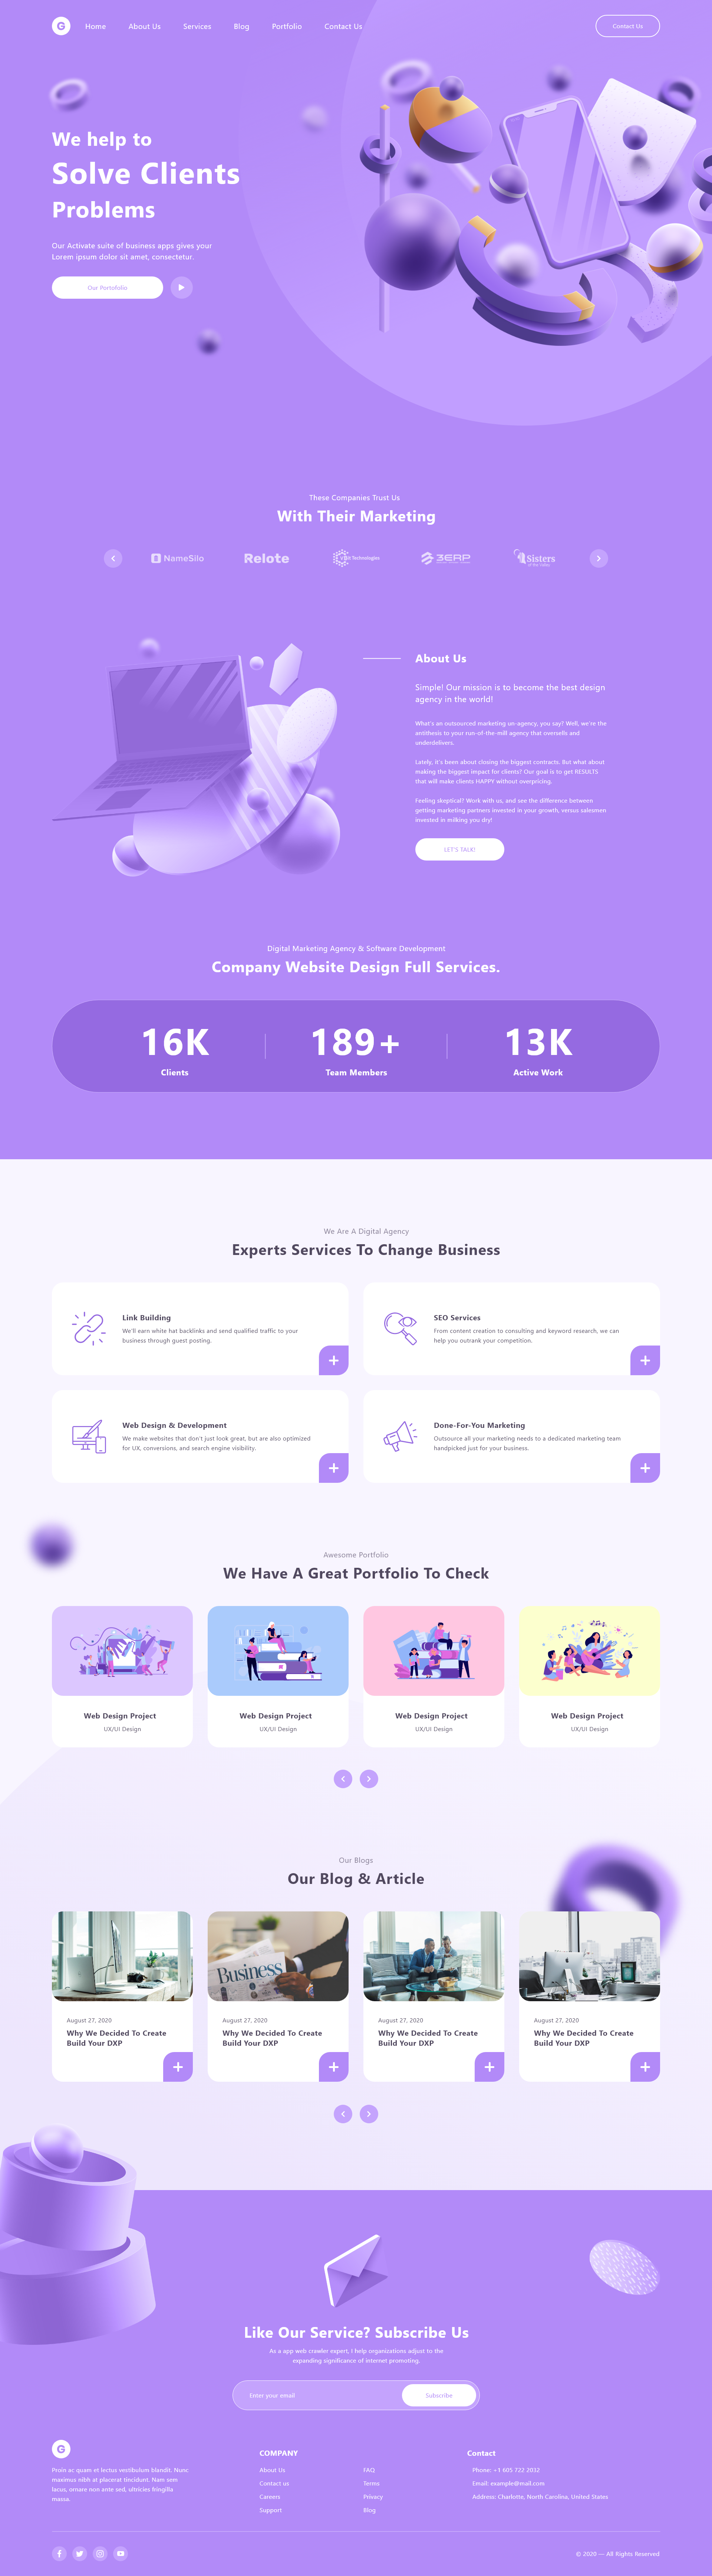 G
Home
About Us
Services
Blog
Portfolio
Contact Us
Contact Us
We help to
Solve Clients
Problems
Our Activate suite of business apps gives your
Lorem ipsum dolor sit amet, consectetur.
Our Portofolio
These Companies Trust Us
With Their Marketing
NameSilo
Relote
Technologies
3ERP
Sisters
of the Valley
About Us
Simple! Our mission is to become the best design
agency in the world!
What's an outsourced marketing un-agency, you say? Well, we're the
antithesis to your run-of-the-mill agency that oversells and
underdelivers.
Lately, it's been about closing the biggest contracts. But what about
making the biggest impact for clients? Our goal is to get RESULTS
that will make clients HAPPY without overpricing.
Feeling skeptical? Work with us, and see the difference between
getting marketing partners invested in your growth, versus salesmen
invested in milking you dry!
LET'S TALK!
Digital Marketing Agency & Software Development
Company Website Design Full Services.
16K
Clients
189+
Team Members
13K
Active Work
We Are A Digital Agency
Experts Services To Change Business
Link Building
We'll earn white hat backlinks and send qualified traffic to your
business through guest posting.
SEO Services
From content creation to consulting and keyword research, we can
help you outrank your competition.
Web Design & Development
We make websites that don't just look great, but are also optimized
for UX, conversions, and search engine visibility.
Done-For-You Marketing
Outsource all your marketing needs to a dedicated marketing team
handpicked just for your business.
Awesome Portfolio
We Have A Great Portfolio To Check
Web Design Project
UX/UI Design
Web Design Project
UX/UI Design
Web Design Project
UX/UI Design
Web Design Project
UX/UI Design
Our Blogs
Our Blog & Article
Business
August 27, 2020
Why We Decided To Create
Build Your DXP
August 27, 2020
Why We Decided To Create
Build Your DXP
August 27, 2020
Why We Decided To Create
Build Your DXP
August 27, 2020
Why We Decided To Create
Build Your DXP
Like Our Service? Subscribe Us
As a app web crawler expert, I help organizations adjust to the
expanding significance of internet promoting.
Enter your email
Subscribe
G
Proin ac quam et lectus vestibulum blandit. Nunc
maximus nibh at placerat tincidunt. Nam sem
lacus, ornare non ante sed, ultricies fringilla
massa.
COMPANY
About Us
Contact us
Careers
Support
FAQ
Terms
Privacy
Blog
Contact
Phone: +1 605 722 2032
Email: example@mail.com
Address: Charlotte, North Carolina, United States
© 2020 — All Rights Reserved